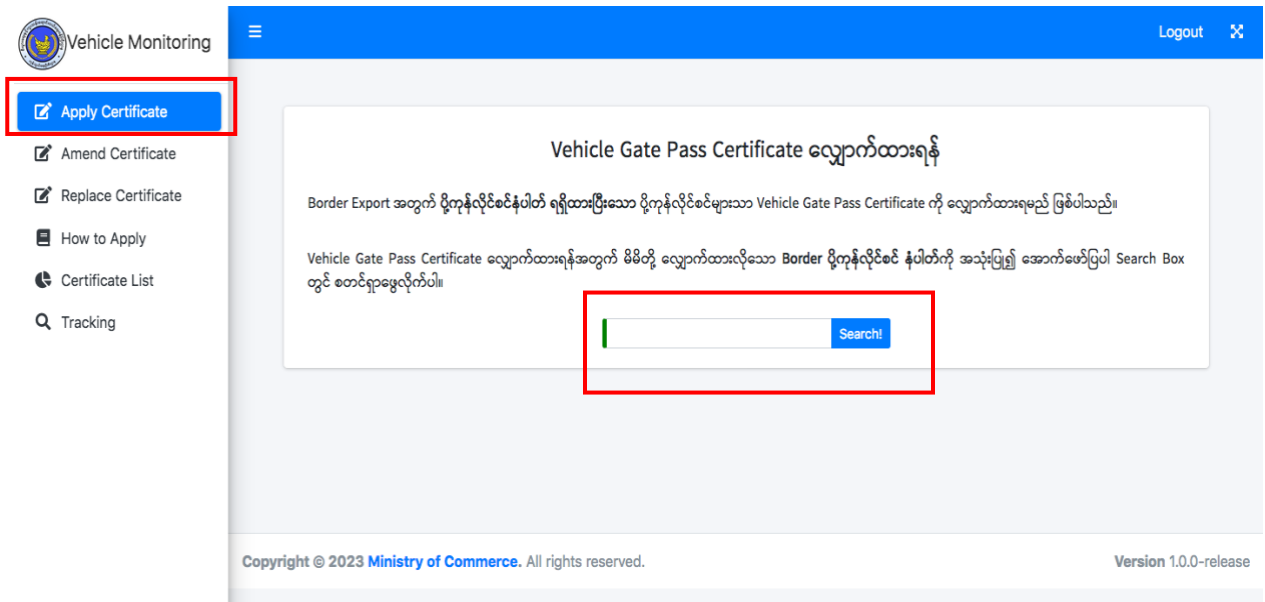 Vehicle Monitoring
Logout
Apply Certificate
Amend Certificate
Replace Certificate
How to Apply
Certificate List
Tracking
Vehicle Gate Pass Certificate လျှောက်ထားရန်
Border Export အတွက် ပို့ကုန်လိုင်စင်နံပါတ် ရရှိထားပြီးသော ပို့ကုန်လိုင်စင်များသာ Vehicle Gate Pass Certificate ကို လျှောက်ထားရမည် ဖြစ်ပါသည်။
Vehicle Gate Pass Certificate လျှောက်ထားရန်အတွက် မိမိတို့ လျှောက်ထားလိုသော Border ပို့ကုန်လိုင်စင် နံပါတ်ကို အသုံးပြု၍ အောက်ဖော်ပြပါ Search Box
တွင် စတင်ရှာဖွေလိုက်ပါ။
Search!
Copyright © 2023 Ministry of Commerce. All rights reserved.
Version 1.0.0-release